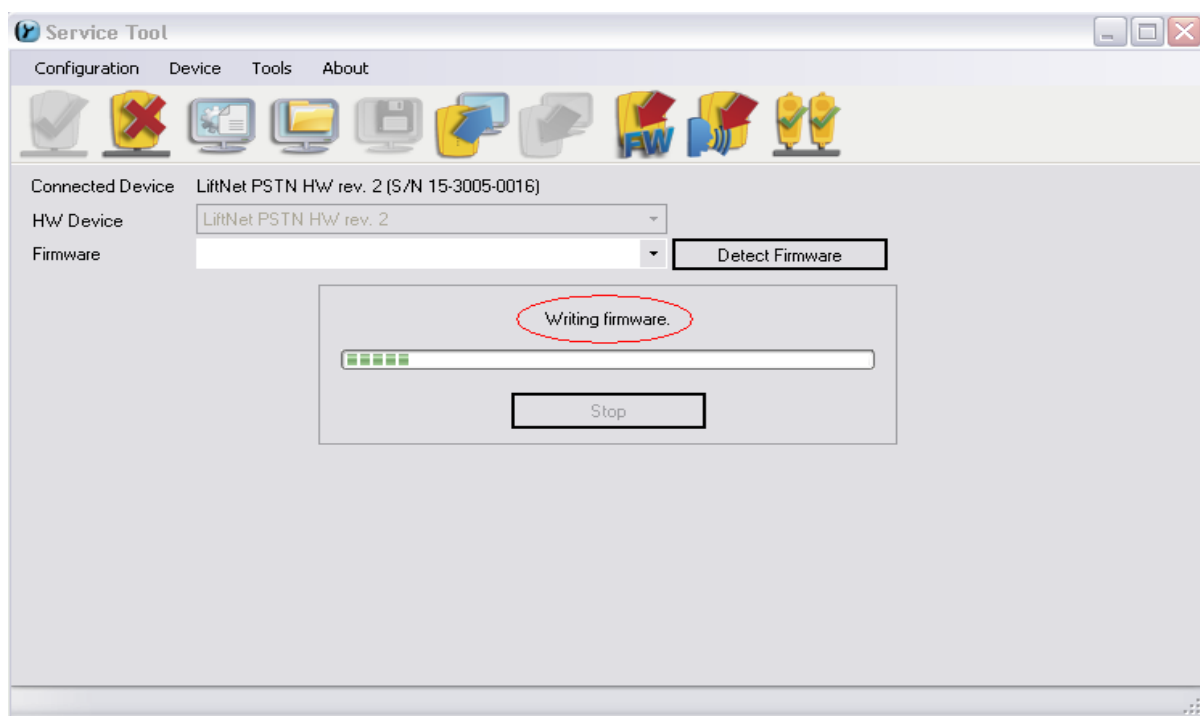 Service Tool
Configuration Device Tools About
FW
Connected Device LiftNet PSTN HW rev. 2 (S/N 15-3005-0016)
HW Device LiftNet PSTN HW rev. 2
Firmware Detect Firmware
Writing firmware.
Stop